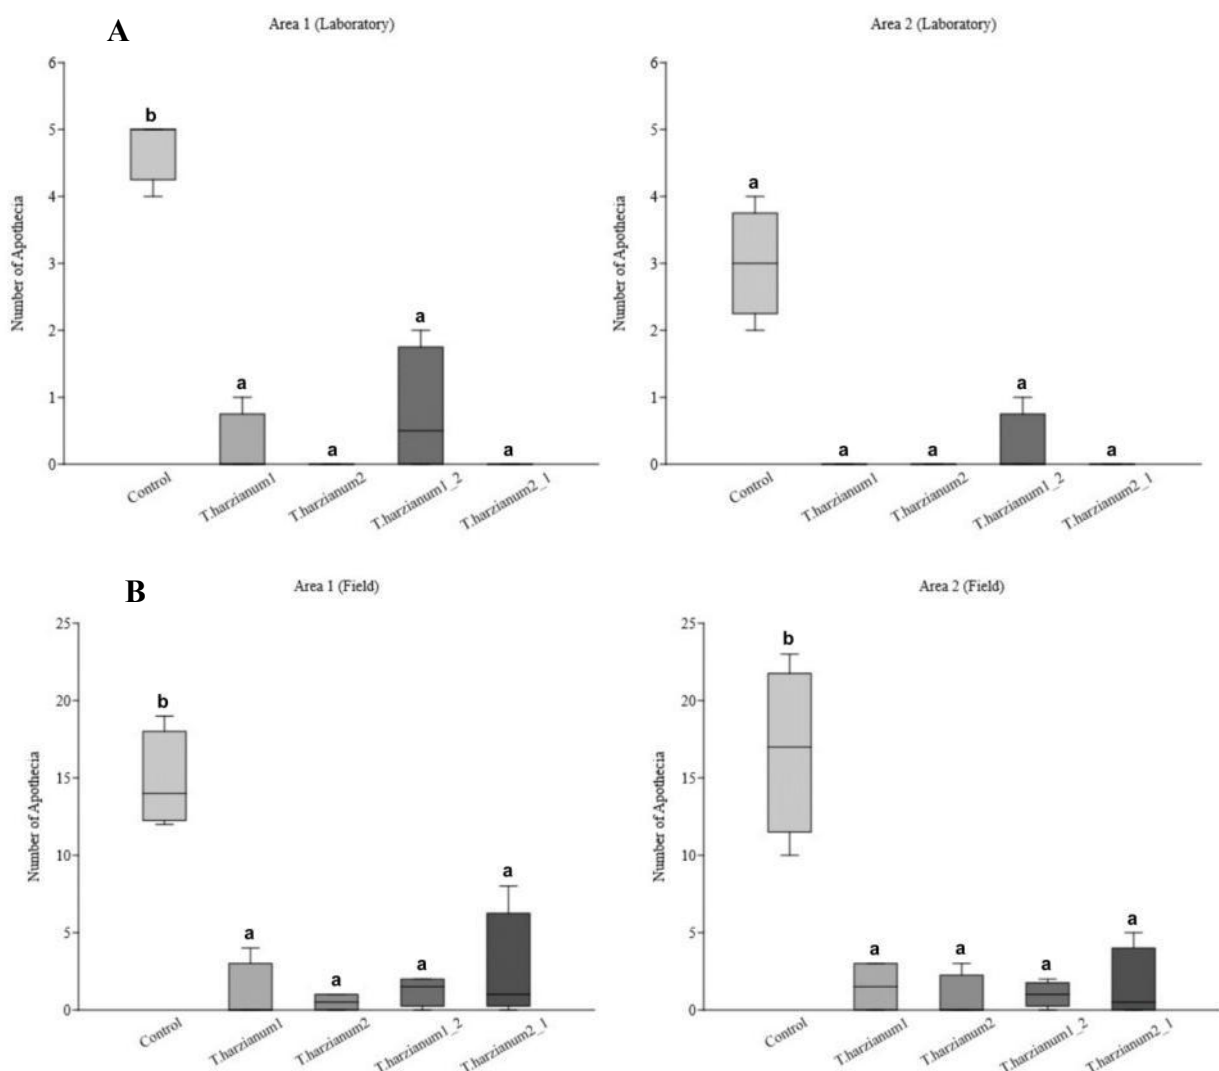 A
Area 1 (Laboratory)
Number of Apothecia
6
5
4
3
2
1
0
b
a
a
a
a
Control
T.harzianum1
T.harzianum2
T.harzianum1_2
T.harzianum2_1
Area 2 (Laboratory)
Number of Apothecia
6
5
4
3
2
1
0
a
a
a
a
a
Control
T.harzianum1
T.harzianum2
T.harzianum1_2
T.harzianum2_1
B
Area 1 (Field)
Number of Apothecia
25
20
15
10
5
0
b
a
a
a
a
Control
T.harzianum1
T.harzianum2
T.harzianum1_2
T.harzianum2_1
Area 2 (Field)
Number of Apothecia
25
20
15
10
5
0
b
a
a
a
a
Control
T.harzianum1
T.harzianum2
T.harzianum1_2
T.harzianum2_1